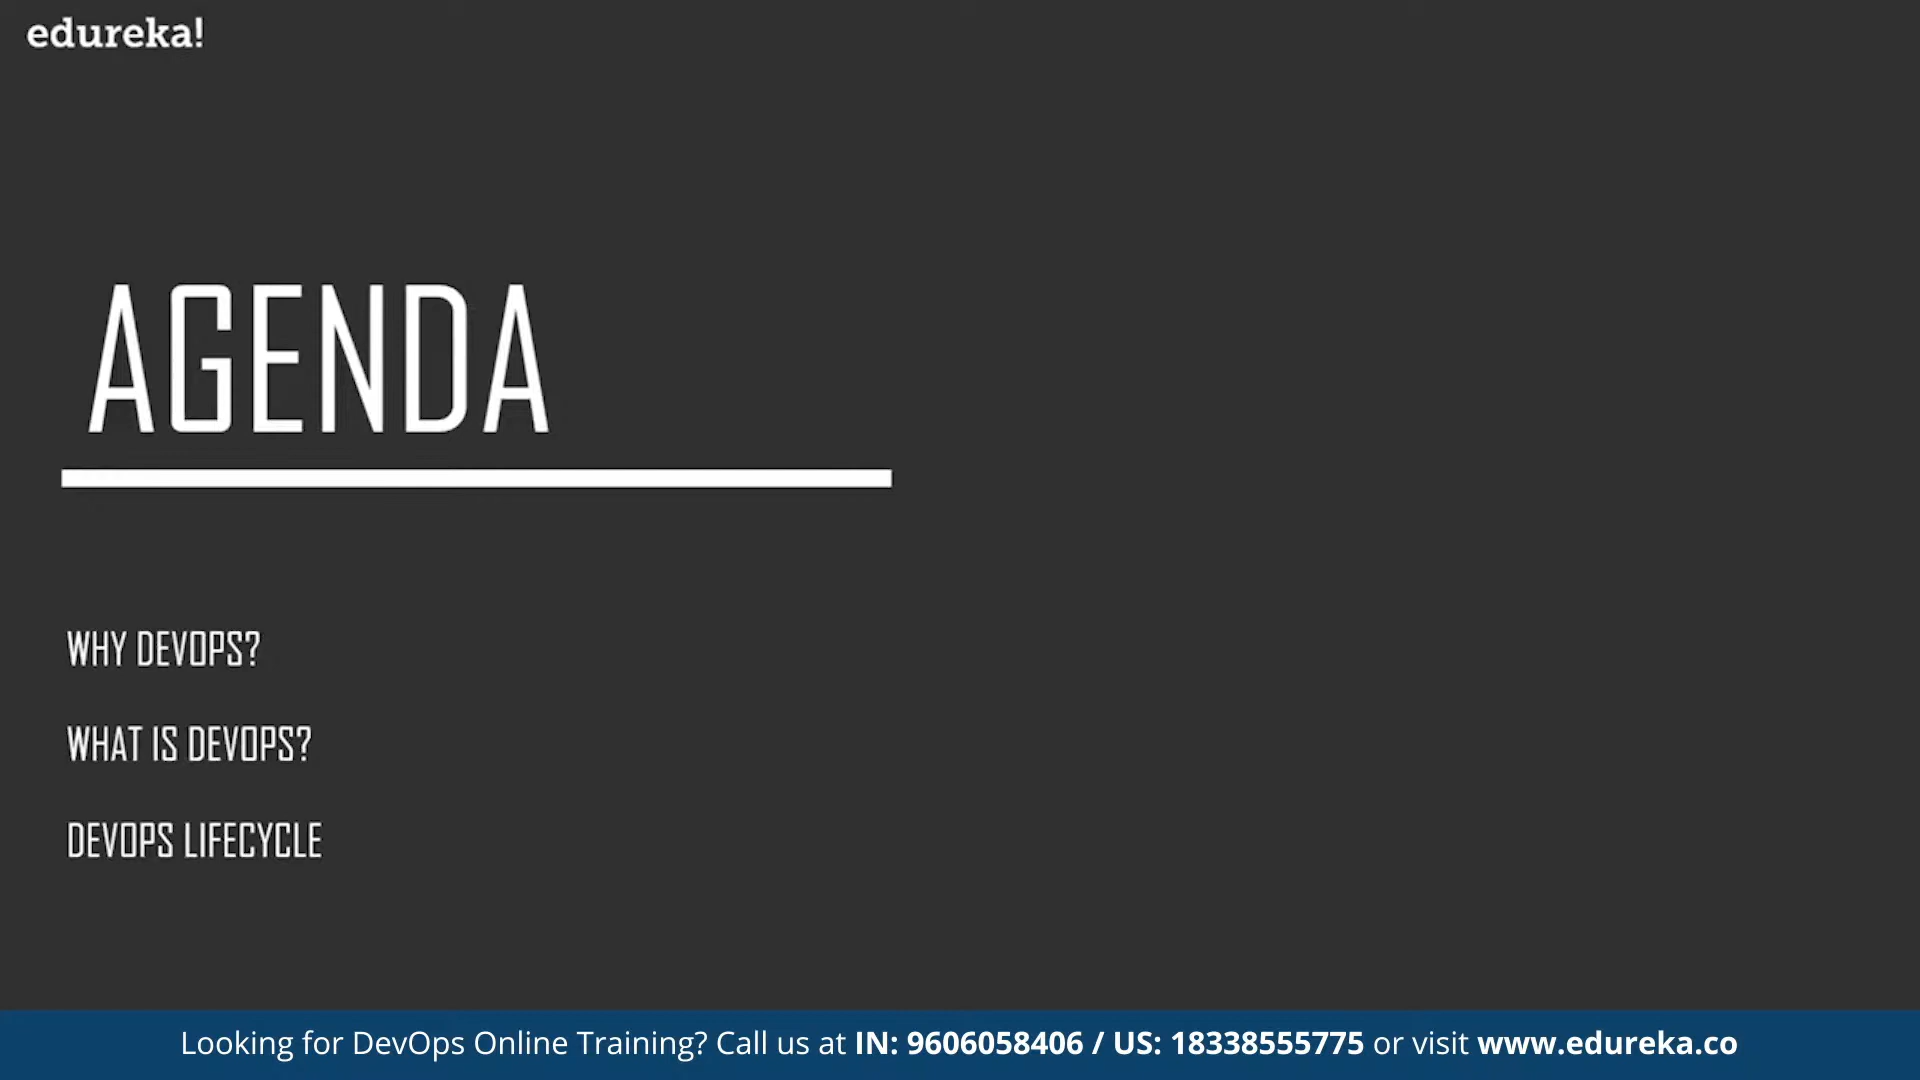 edureka!
AGENDA
WHY DEVOPS?
WHAT IS DEVOPS?
DEVOPS LIFECYCLE
Looking for DevOps Online Training? Call us at IN: 9606058406 / US: 18338555775 or visit www.edureka.co